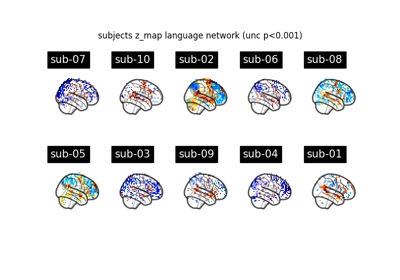 subjects z_map language network (unc p<0.001)
sub-07 sub-10 sub-02 sub-06 sub-08
sub-05 sub-03 sub-09 sub-04 sub-01